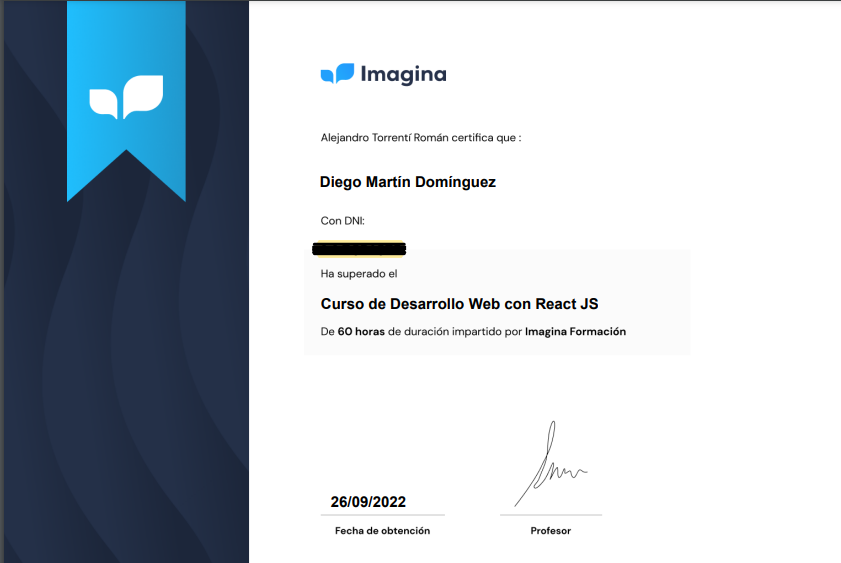 Imagina
Alejandro Torrentí Román certifica que :
Diego Martín Domínguez
Con DNI:
Ha superado el
Curso de Desarrollo Web con React JS
De 60 horas de duración impartido por Imagina Formación
26/09/2022
Fecha de obtención
Profesor